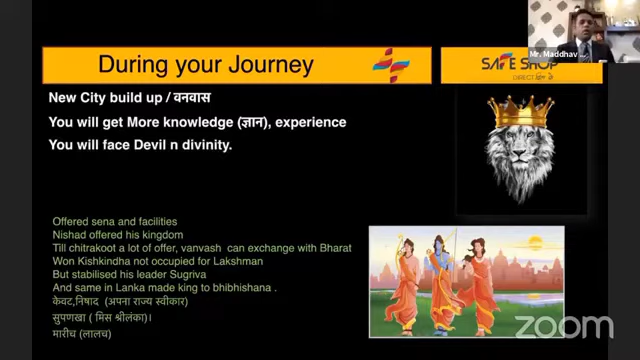 Mr. Maddhav
During your Journey
SAFE SHOP
DIRECT
New City build up / वनवास
You will get More knowledge (ज्ञान), experience
You will face Devil n divinity.
Offered sena and facilities
Nishad offered his kingdom
Till chitrakoot a lot of offer, vanvash can exchange with Bharat
Won Kishkindha not occupied for Lakshman
But stabilised his leader Sugriva
And same in Lanka made king to bhibhishana .
केवट,निषाद (अपना राज्य स्वीकार)
सुपणखा ( मिस श्रीलंका)।
मारीच (लालच)
zoom